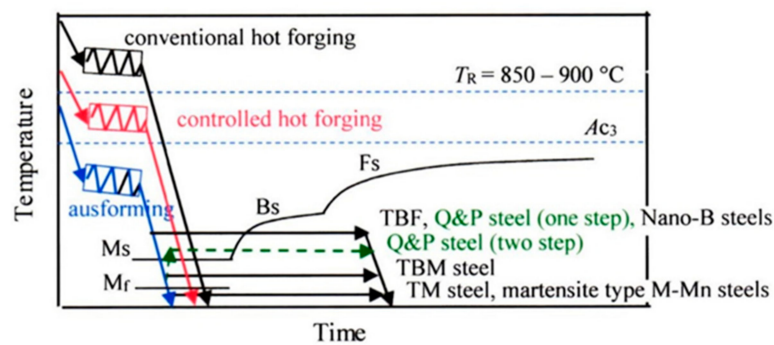 conventional hot forging
T_R = 850 – 900 °C
controlled hot forging
Ac₃
Fs
ausforming
Bs
TBF, Q&P steel (one step), Nano-B steels
Q&P steel (two step)
Ms
TBM steel
Mf
TM steel, martensite type M-Mn steels
Temperature
Time